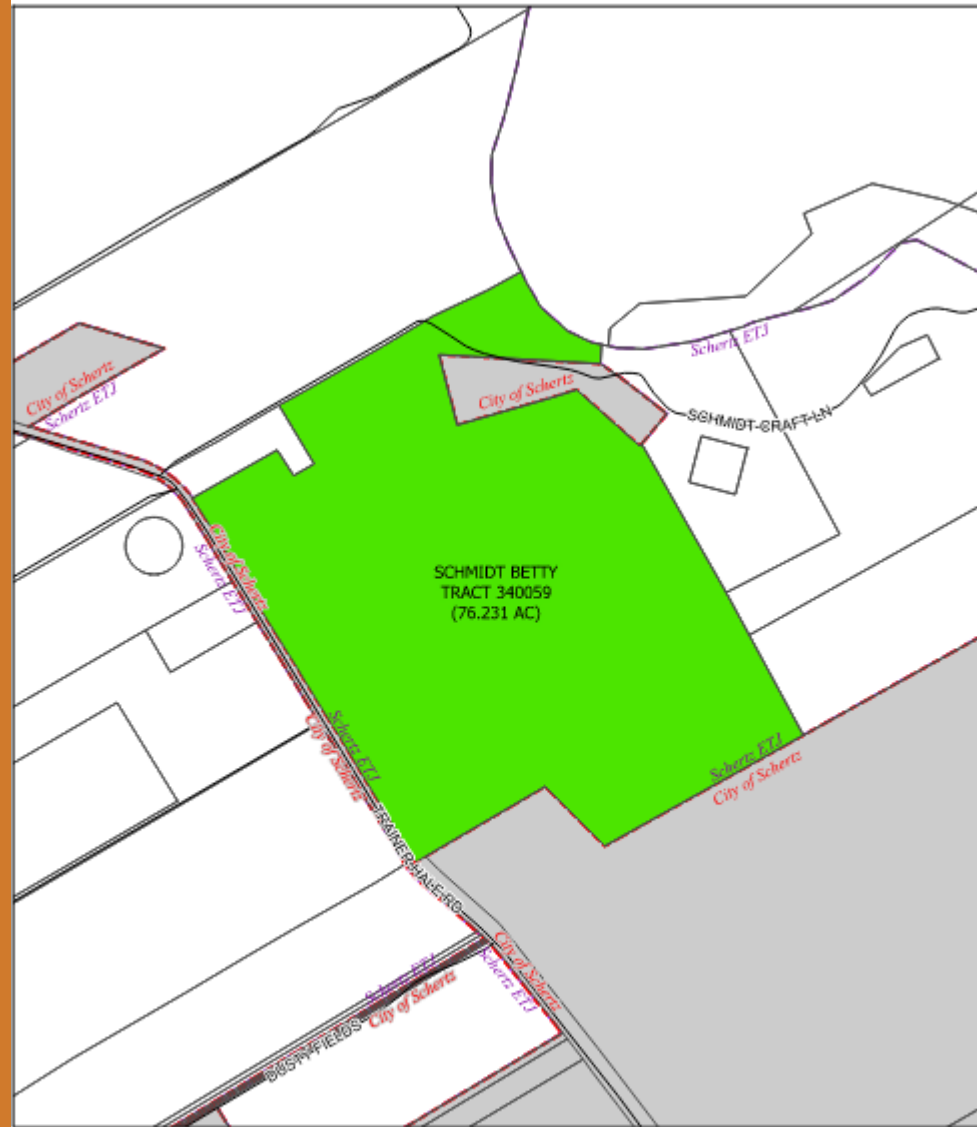 Schertz ETJ
City of Schertz
Schertz ETJ
City of Schertz
SCHMIDT-CRAFT-LN
City of Schertz
Schertz ETJ
SCHMIDT BETTY
TRACT 340059
(76.231 AC)
Schertz ETJ
City of Schertz
Schertz ETJ
City of Schertz
TRAINER-HALE-RD
City of Schertz
Schertz ETJ
Schertz ETJ
City of Schertz
DUSTY-FIELDS